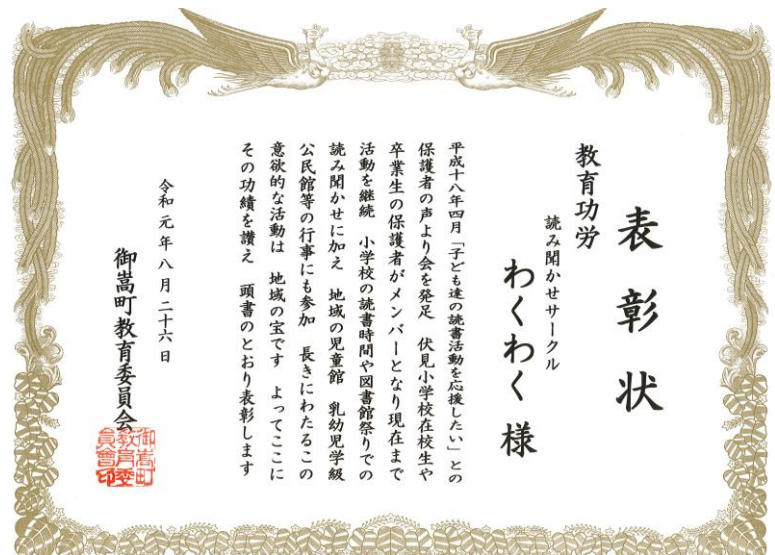 表彰状
教育功労
読み聞かせサークル
わくわく 様
平成十八年四月「子ども達の読書活動を応援したい」との
保護者の声より会を発足 伏見小学校在校生や
卒業生の保護者がメンバーとなり現在まで
活動を継続 小学校の読書時間や図書館祭りでの
読み聞かせに加え 地域の児童館 乳幼児学級
公民館等の行事にも参加 長きにわたるこの
意欲的な活動は 地域の宝です よってここに
その功績を讃え 頭書のとおり表彰します
令和元年八月二十六日
御嵩町教育委員会
御嵩町
教育委
員會印